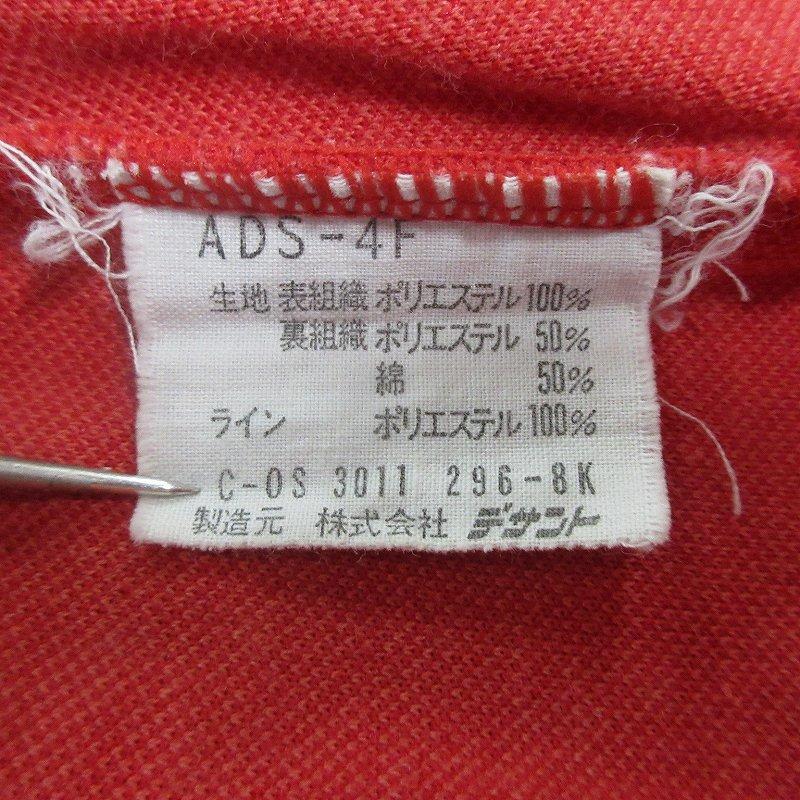 ADS-4F
生地 表組織 ポリエステル 100%
裏組織 ポリエステル 50%
綿 50%
ライン ポリエステル 100%
C-OS 3011 296-8K
製造元 株式会社 デサント